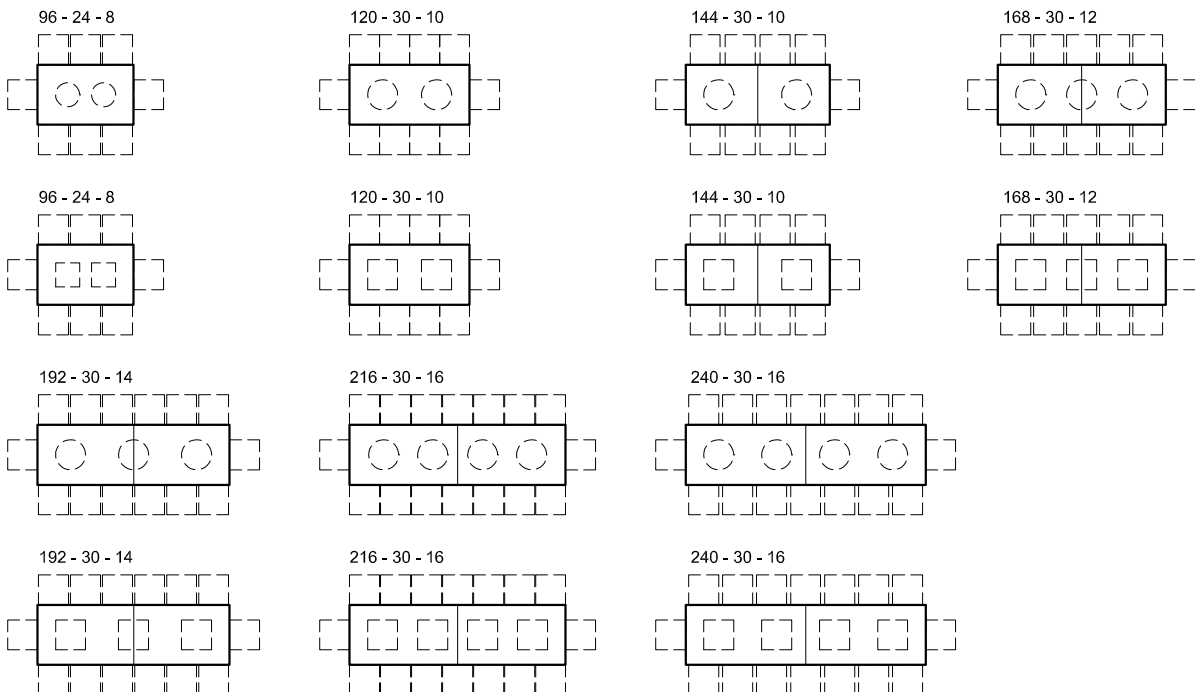 96 - 24 - 8
120 - 30 - 10
144 - 30 - 10
168 - 30 - 12
96 - 24 - 8
120 - 30 - 10
144 - 30 - 10
168 - 30 - 12
192 - 30 - 14
216 - 30 - 16
240 - 30 - 16
192 - 30 - 14
216 - 30 - 16
240 - 30 - 16